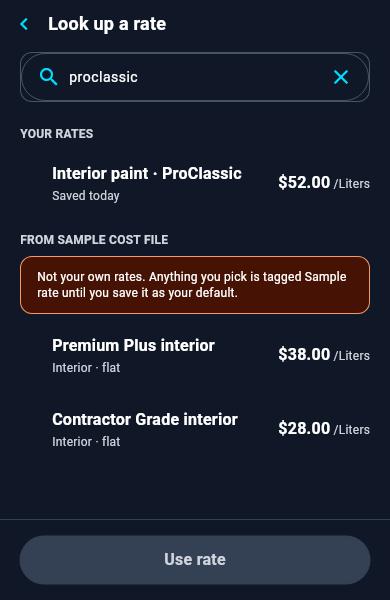 Look up a rate
proclassic
YOUR RATES
Interior paint · ProClassic
Saved today
$52.00 /Liters
FROM SAMPLE COST FILE
Not your own rates. Anything you pick is tagged Sample
rate until you save it as your default.
Premium Plus interior
Interior · flat
$38.00 /Liters
Contractor Grade interior
Interior · flat
$28.00 /Liters
Use rate